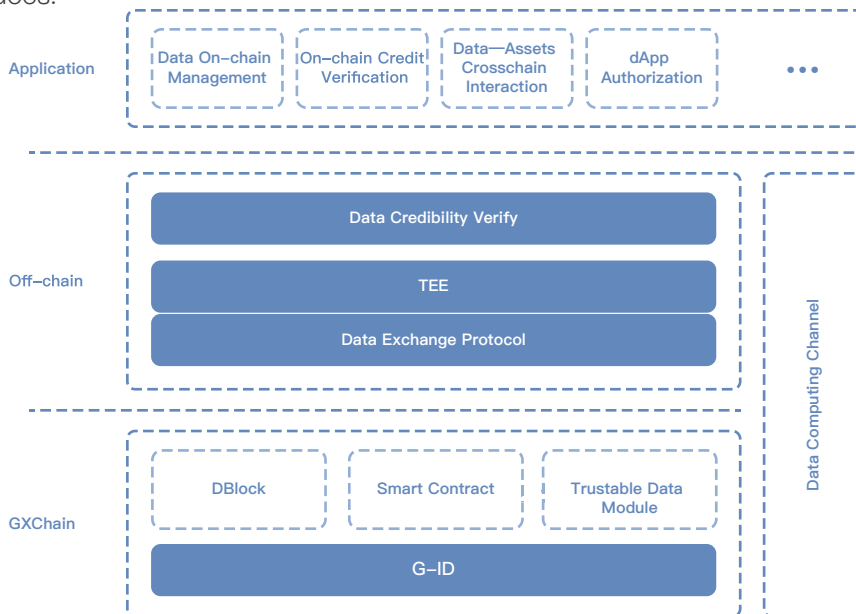 Application
Data On-chain
Management
On-chain Credit
Verification
Data—Assets
Crosschain
Interaction
dApp
Authorization
...
Off-chain
Data Credibility Verify
TEE
Data Exchange Protocol
Data Computing Channel
GXChain
DBlock
Smart Contract
Trustable Data
Module
G-ID